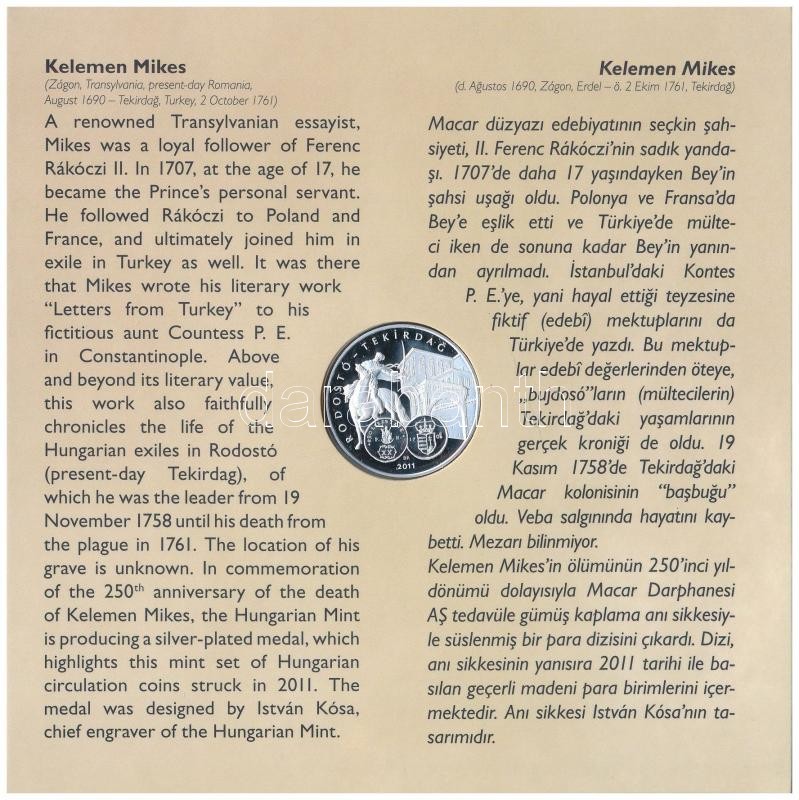 Kelemen Mikes
(Zágon, Transylvania, present-day Romania,
August 1690 – Tekirdağ, Turkey, 2 October 1761)
A renowned Transylvanian essayist,
Mikes was a loyal follower of Ferenc
Rákóczi II. In 1707, at the age of 17, he
became the Prince's personal servant.
He followed Rákóczi to Poland and
France, and ultimately joined him in
exile in Turkey as well. It was there
that Mikes wrote his literary work
“Letters from Turkey” to his
fictitious aunt Countess P. E.
in Constantinople. Above
and beyond its literary value,
this work also faithfully
chronicles the life of the
Hungarian exiles in Rodostó
(present-day Tekirdag), of
which he was the leader from 19
November 1758 until his death from
the plague in 1761. The location of his
grave is unknown. In commemoration
of the 250th anniversary of the death
of Kelemen Mikes, the Hungarian Mint
is producing a silver-plated medal, which
highlights this mint set of Hungarian
circulation coins struck in 2011. The
medal was designed by István Kósa,
chief engraver of the Hungarian Mint.
RODOSTÓ - TEKİRDAĞ
2011
darabanth
Kelemen Mikes
(d. Ağustos 1690, Zágon, Erdel – ö. 2 Ekim 1761, Tekirdağ)
Macar düzyazı edebiyatının seçkin şah-
siyeti, II. Ferenc Rákóczi'nin sadık yanda-
şı. 1707'de daha 17 yaşındayken Bey'in
şahsi uşağı oldu. Polonya ve Fransa'da
Bey'e eşlik etti ve Türkiye'de mülte-
ci iken de sonuna kadar Bey'in yanın-
dan ayrılmadı. İstanbul'daki Kontes
P. E.'ye, yani hayal ettiği teyzesine
fiktif (edebî) mektuplarını da
Türkiye'de yazdı. Bu mektup-
lar edebî değerlerinden öteye,
„bujdosó”ların (mültecilerin)
Tekirdağ'daki yaşamlarının
gerçek kroniği de oldu. 19
Kasım 1758'de Tekirdağ'daki
Macar kolonisinin “başbuğu”
oldu. Veba salgınında hayatını kay-
betti. Mezarı bilinmiyor.
Kelemen Mikes'in ölümünün 250'inci yıl-
dönümü dolayısıyla Macar Darphanesi
AŞ tedavüle gümüş kaplama anı sikkesiy-
le süslenmiş bir para dizisini çıkardı. Dizi,
anı sikkesinin yanısıra 2011 tarihi ile ba-
sılan geçerli madeni para birimlerini içer-
mektedir. Anı sikkesi István Kósa'nın ta-
sarımıdır.